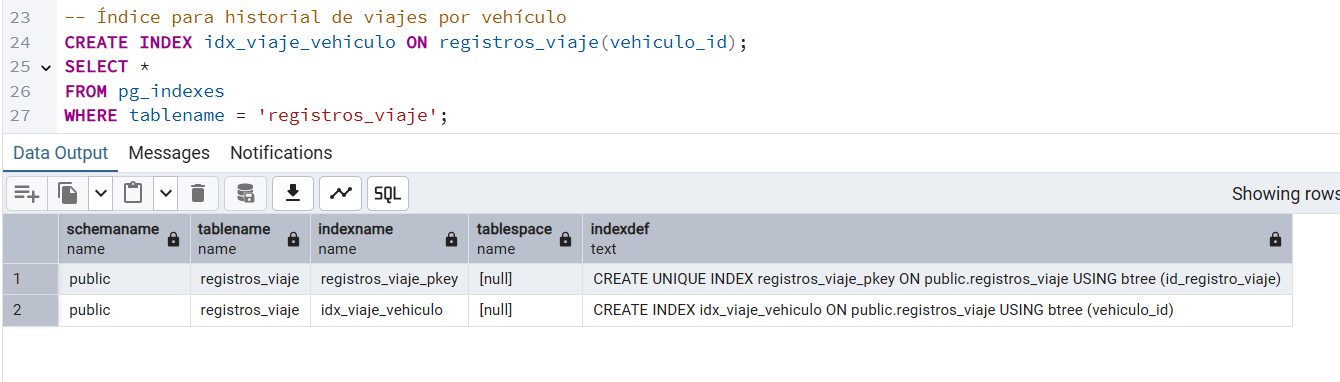 23 -- Índice para historial de viajes por vehículo
24 CREATE INDEX idx_viaje_vehiculo ON registros_viaje(vehiculo_id);
25 SELECT *
26 FROM pg_indexes
27 WHERE tablename = 'registros_viaje';
Data Output Messages Notifications
SQL Showing rows
schemaname tablename indexname tablespace indexdef
name name name name text
1 public registros_viaje registros_viaje_pkey [null] CREATE UNIQUE INDEX registros_viaje_pkey ON public.registros_viaje USING btree (id_registro_viaje)
2 public registros_viaje idx_viaje_vehiculo [null] CREATE INDEX idx_viaje_vehiculo ON public.registros_viaje USING btree (vehiculo_id)